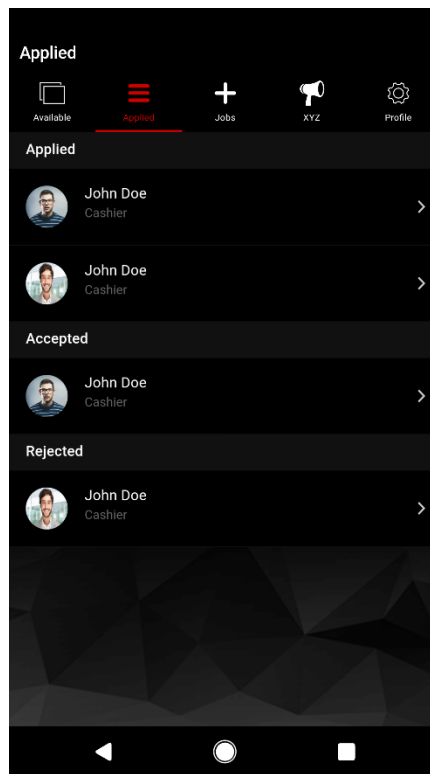 Applied
Available
Applied
Jobs
XYZ
Profile
Applied
John Doe
Cashier
John Doe
Cashier
Accepted
John Doe
Cashier
Rejected
John Doe
Cashier